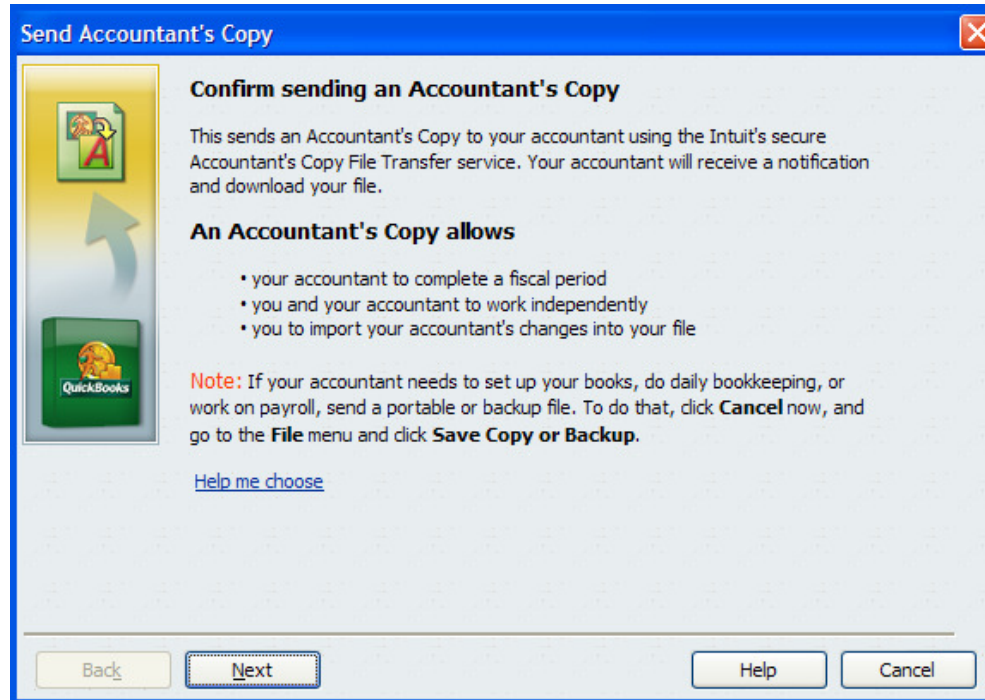 Send Accountant's Copy
Confirm sending an Accountant's Copy
This sends an Accountant's Copy to your accountant using the Intuit's secure
Accountant's Copy File Transfer service. Your accountant will receive a notification
and download your file.
An Accountant's Copy allows
• your accountant to complete a fiscal period
• you and your accountant to work independently
• you to import your accountant's changes into your file
QuickBooks
Note: If your accountant needs to set up your books, do daily bookkeeping, or
work on payroll, send a portable or backup file. To do that, click Cancel now, and
go to the File menu and click Save Copy or Backup.
Help me choose
Back
Next
Help
Cancel